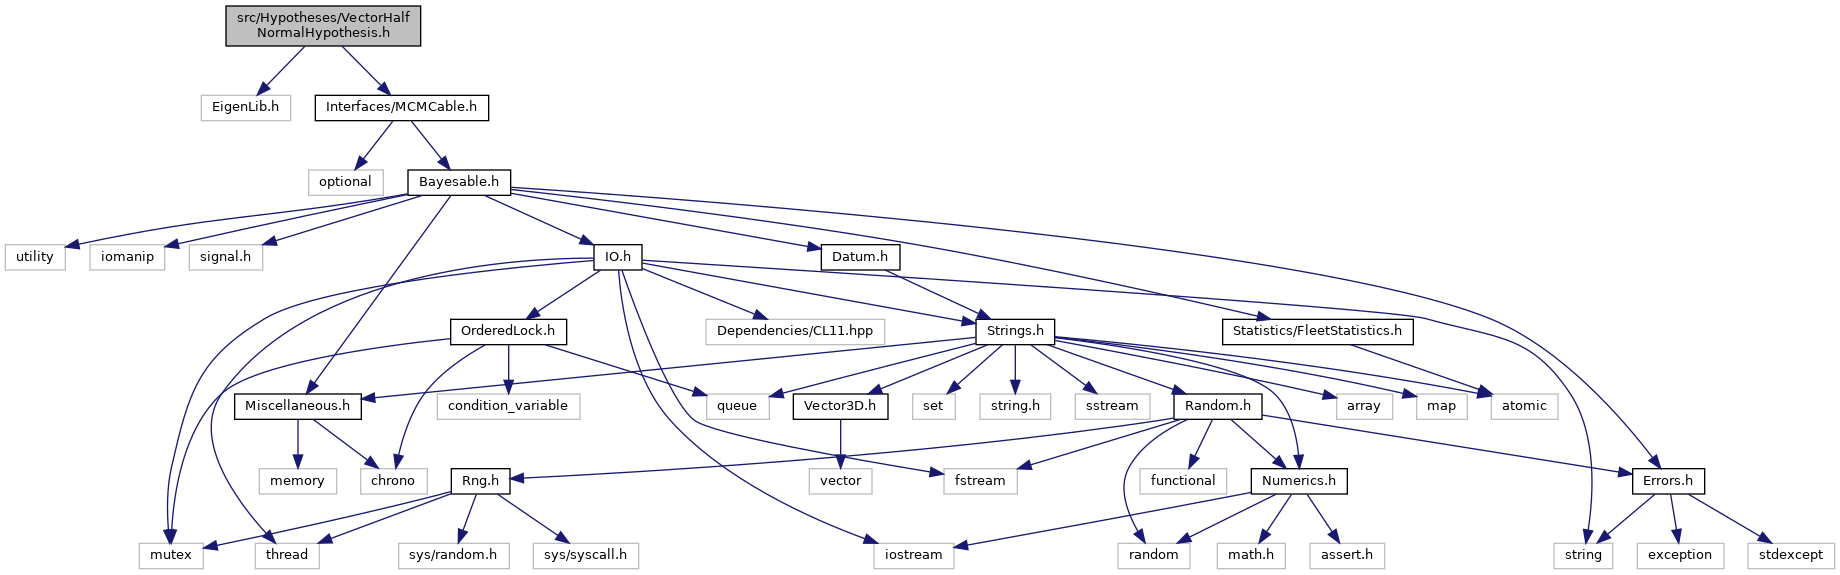 src/Hypotheses/VectorHalf
NormalHypothesis.h
EigenLib.h
Interfaces/MCMCable.h
optional
Bayesable.h
utility
iomanip
signal.h
IO.h
Datum.h
OrderedLock.h
Dependencies/CL11.hpp
Strings.h
Statistics/FleetStatistics.h
Miscellaneous.h
condition_variable
queue
Vector3D.h
set
string.h
sstream
Random.h
array
map
atomic
memory
chrono
Rng.h
vector
fstream
functional
Numerics.h
Errors.h
mutex
thread
sys/random.h
sys/syscall.h
iostream
random
math.h
assert.h
string
exception
stdexcept